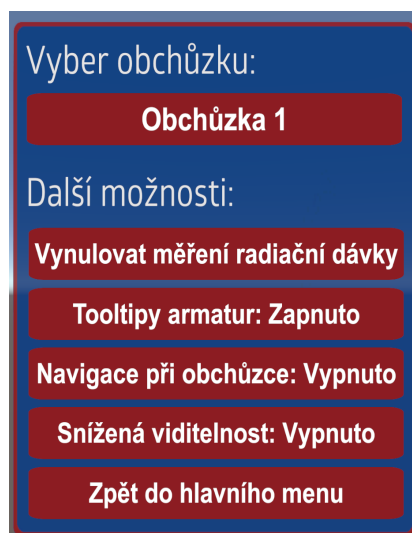 Vyber obchůzku:
Obchůzka 1
Další možnosti:
Vynulovat měření radiační dávky
Tooltipy armatur: Zapnuto
Navigace při obchůzce: Vypnuto
Snížená viditelnost: Vypnuto
Zpět do hlavního menu